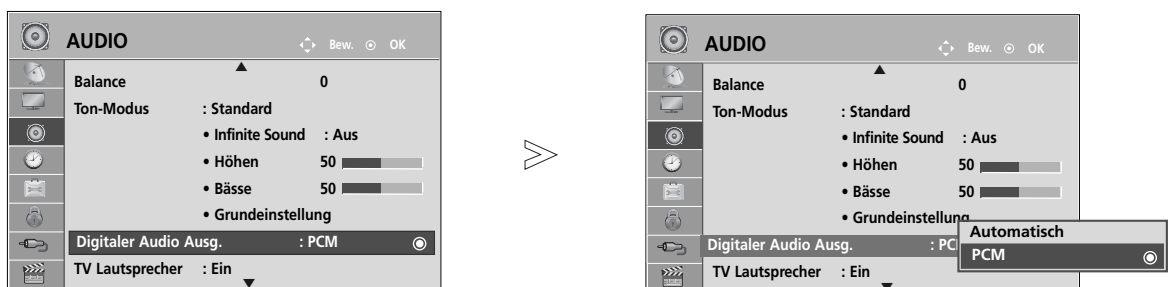 AUDIO
Bew. OK
Balance 0
Ton-Modus : Standard
• Infinite Sound : Aus
• Höhen 50
• Bässe 50
• Grundeinstellung
Digitaler Audio Ausg. : PCM
TV Lautsprecher : Ein
AUDIO
Bew. OK
Balance 0
Ton-Modus : Standard
• Infinite Sound : Aus
• Höhen 50
• Bässe 50
• Grundeinstellung
Digitaler Audio Ausg. : PC
Automatisch
PCM
TV Lautsprecher : Ein